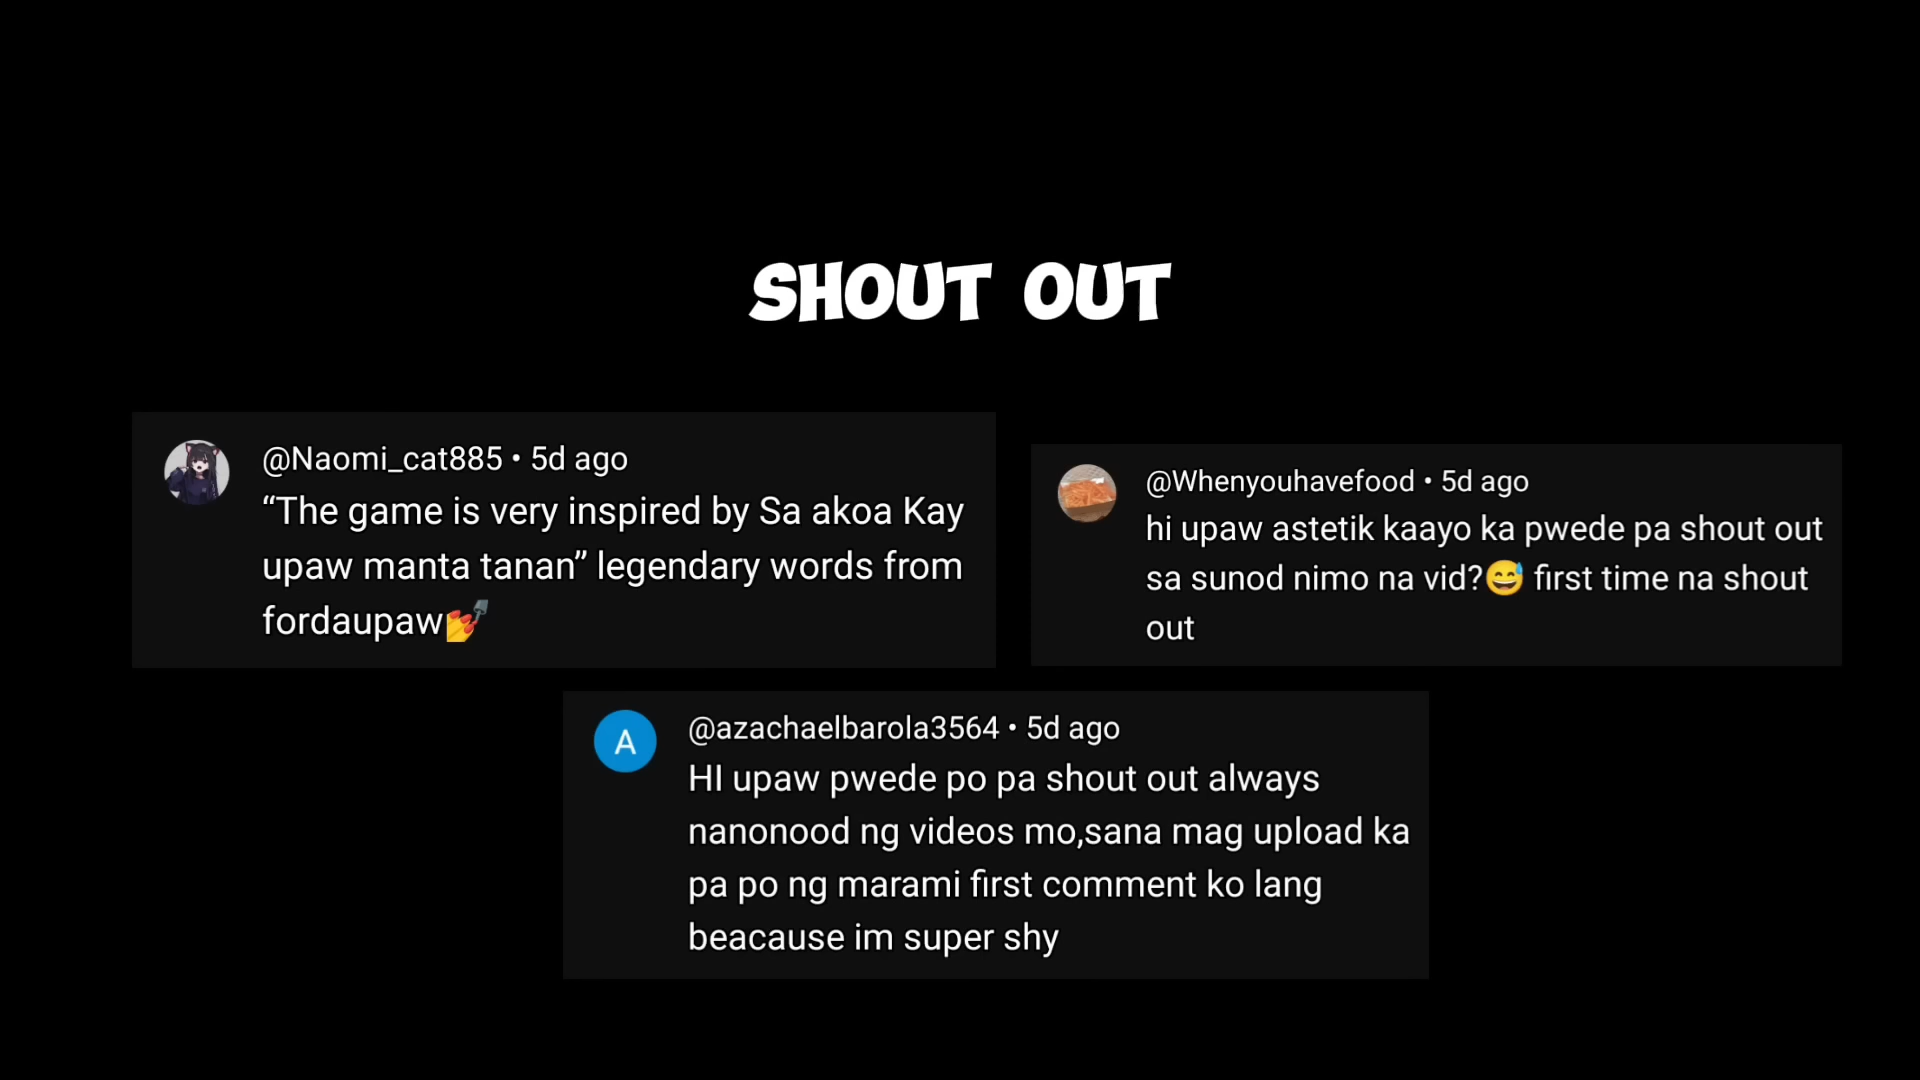 SHOUT OUT
@Naomi_cat885 • 5d ago
“The game is very inspired by Sa akoa Kay
upaw manta tanan” legendary words from
fordaupaw💅
@Whenyouhavefood • 5d ago
hi upaw astetik kaayo ka pwede pa shout out
sa sunod nimo na vid?😅 first time na shout
out
A
@azachaelbarola3564 • 5d ago
HI upaw pwede po pa shout out always
nanonood ng videos mo,sana mag upload ka
pa po ng marami first comment ko lang
beacause im super shy